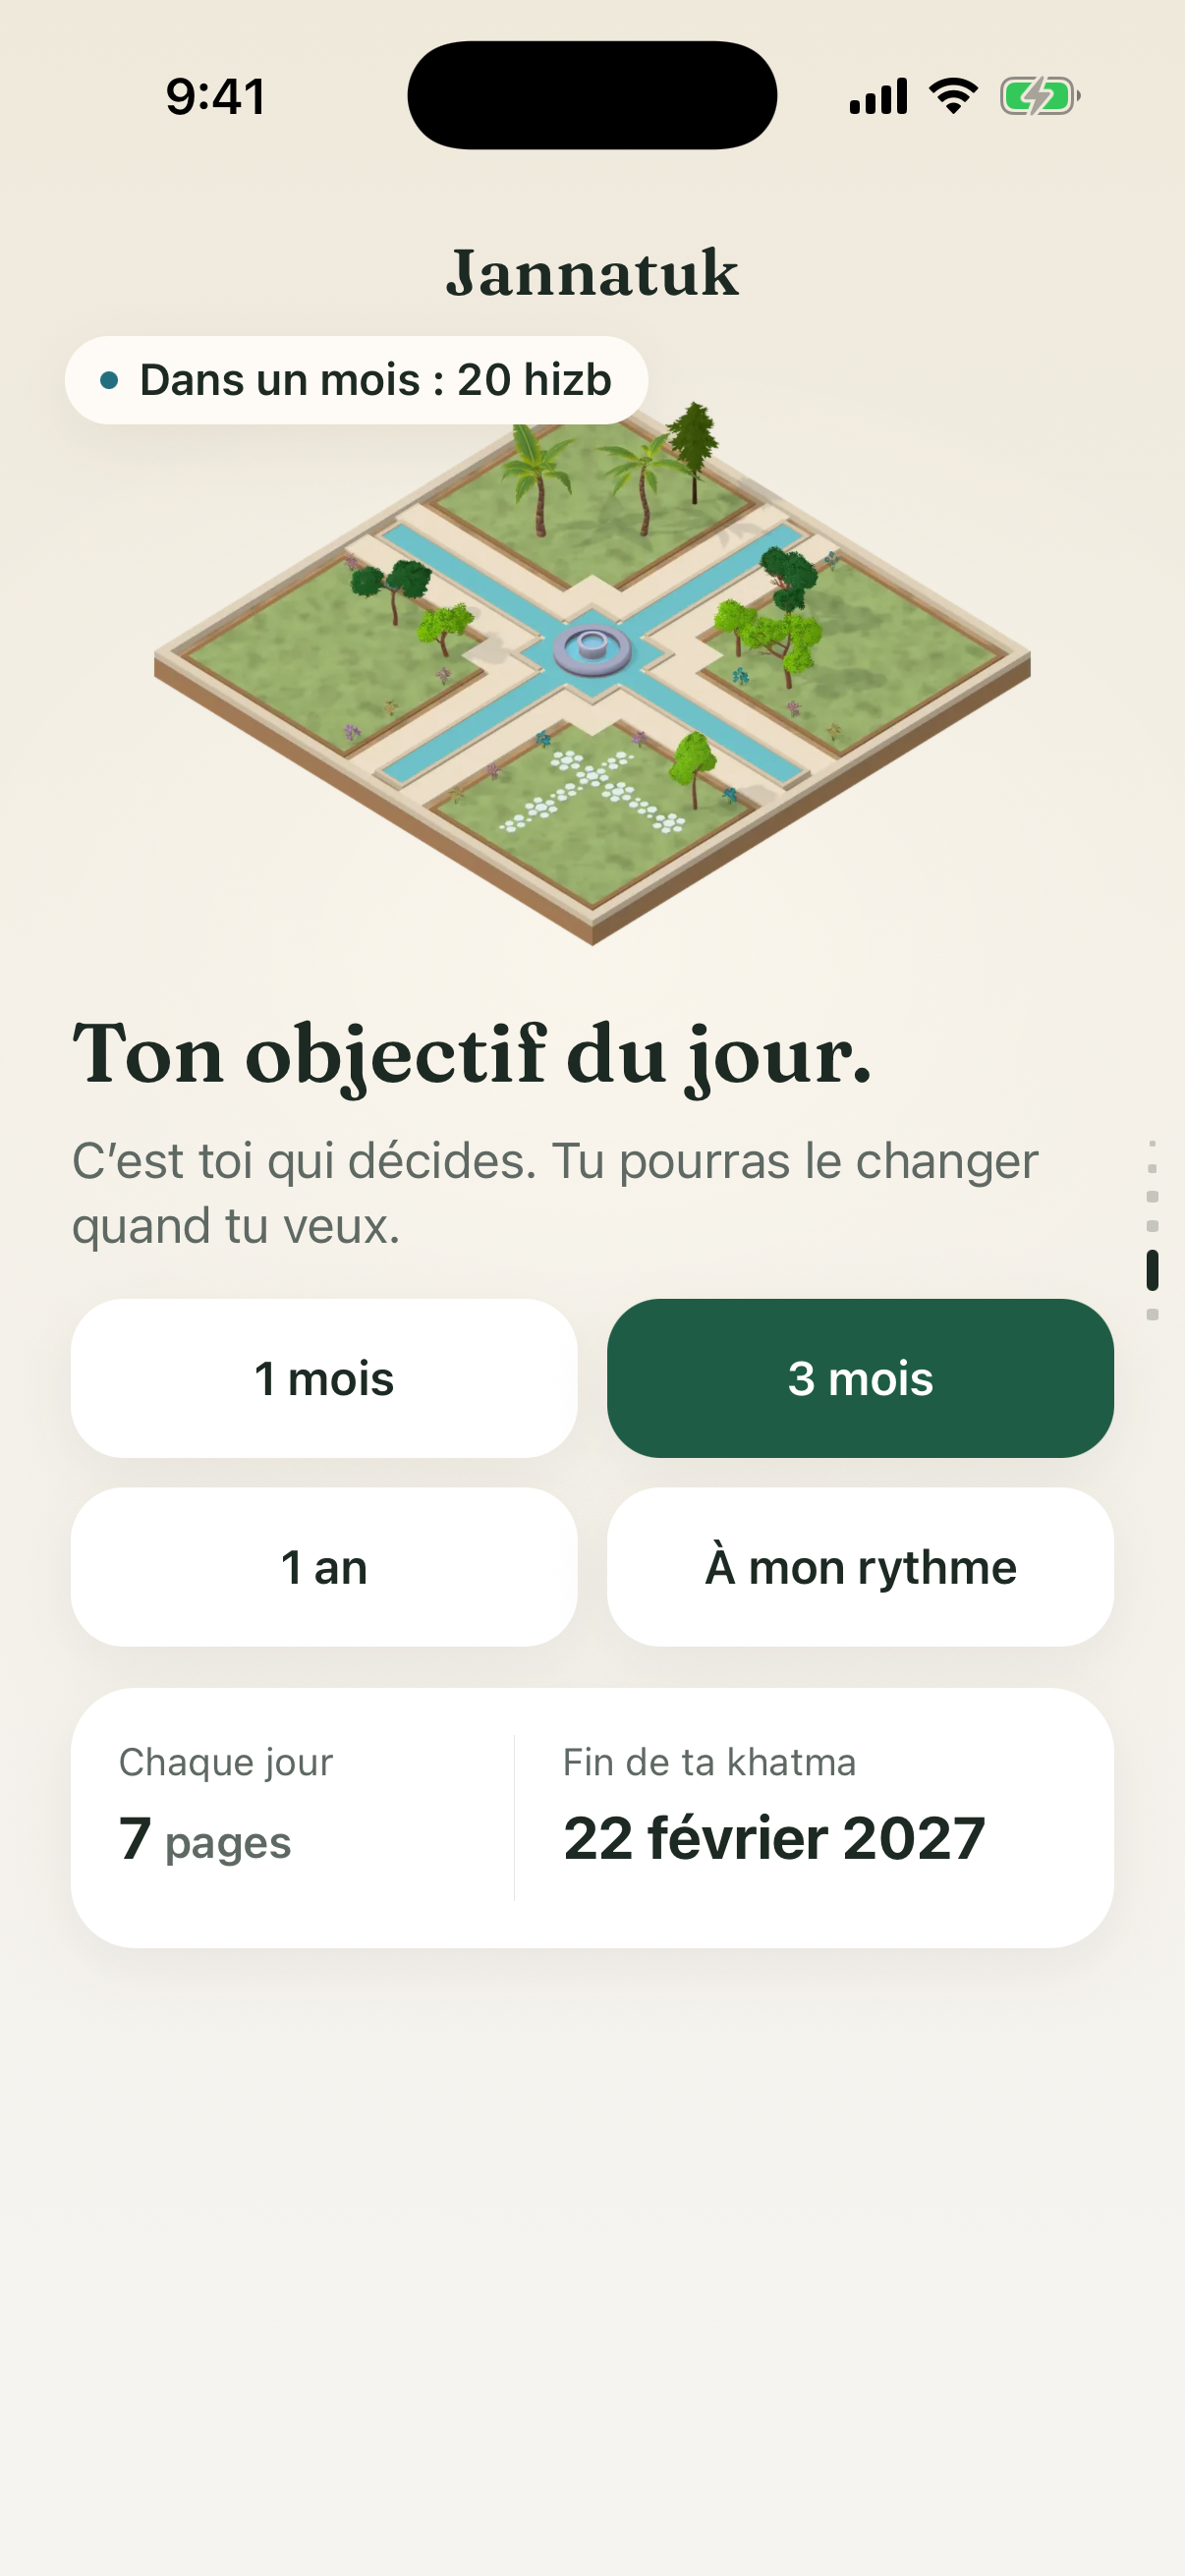 9:41
Jannatuk
Dans un mois : 20 hizb
Ton objectif du jour.
C’est toi qui décides. Tu pourras le changer
quand tu veux.
1 mois
3 mois
1 an
À mon rythme
Chaque jour
7 pages
Fin de ta khatma
22 février 2027